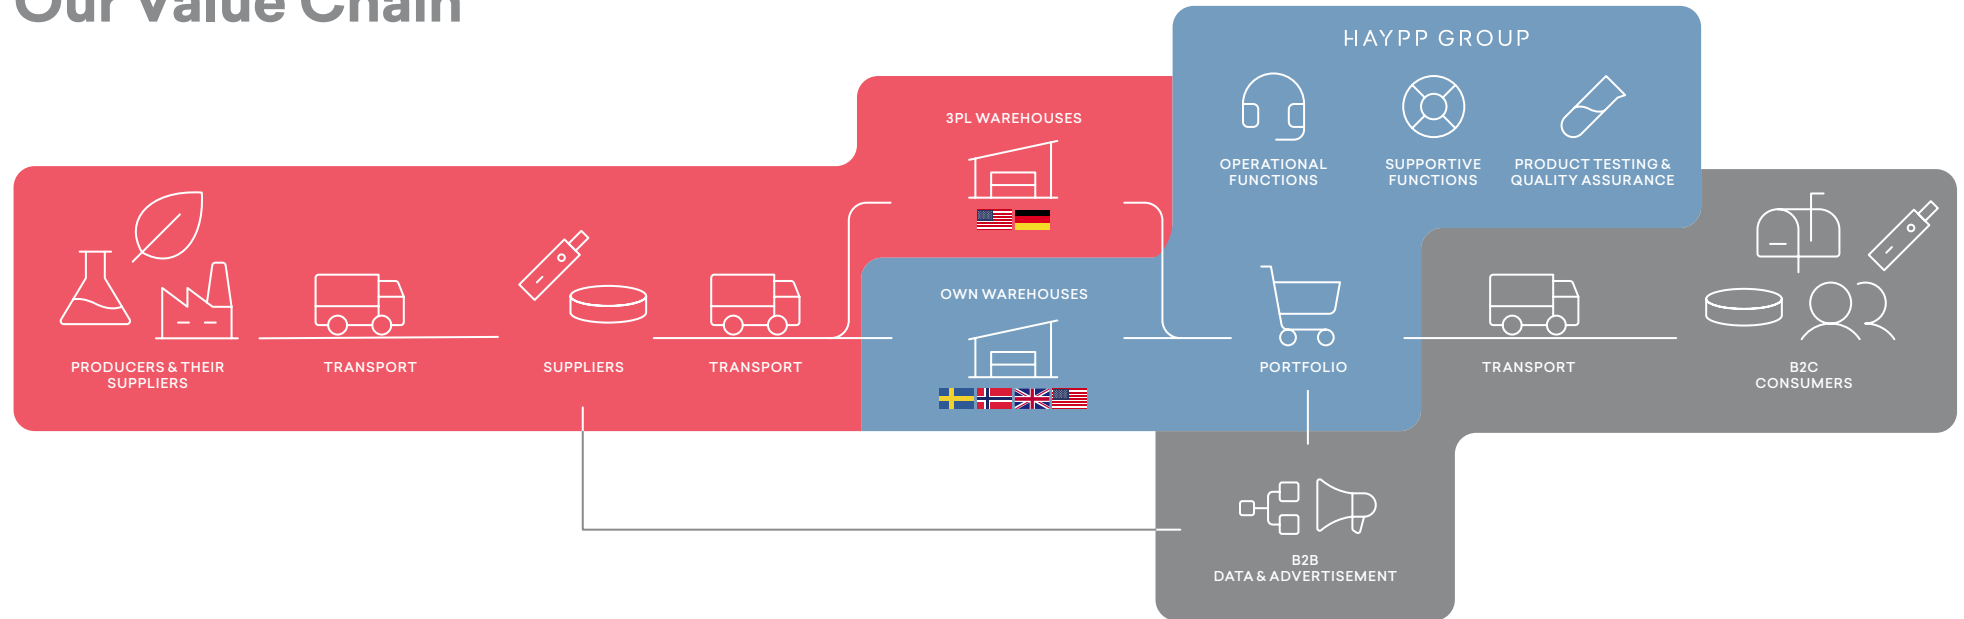 Our Value Chain
HAYPP GROUP
3PL WAREHOUSES
OPERATIONAL
FUNCTIONS
SUPPORTIVE
FUNCTIONS
PRODUCT TESTING &
QUALITY ASSURANCE
OWN WAREHOUSES
PRODUCERS & THEIR
SUPPLIERS
TRANSPORT
SUPPLIERS
TRANSPORT
PORTFOLIO
TRANSPORT
B2C
CONSUMERS
B2B
DATA & ADVERTISEMENT